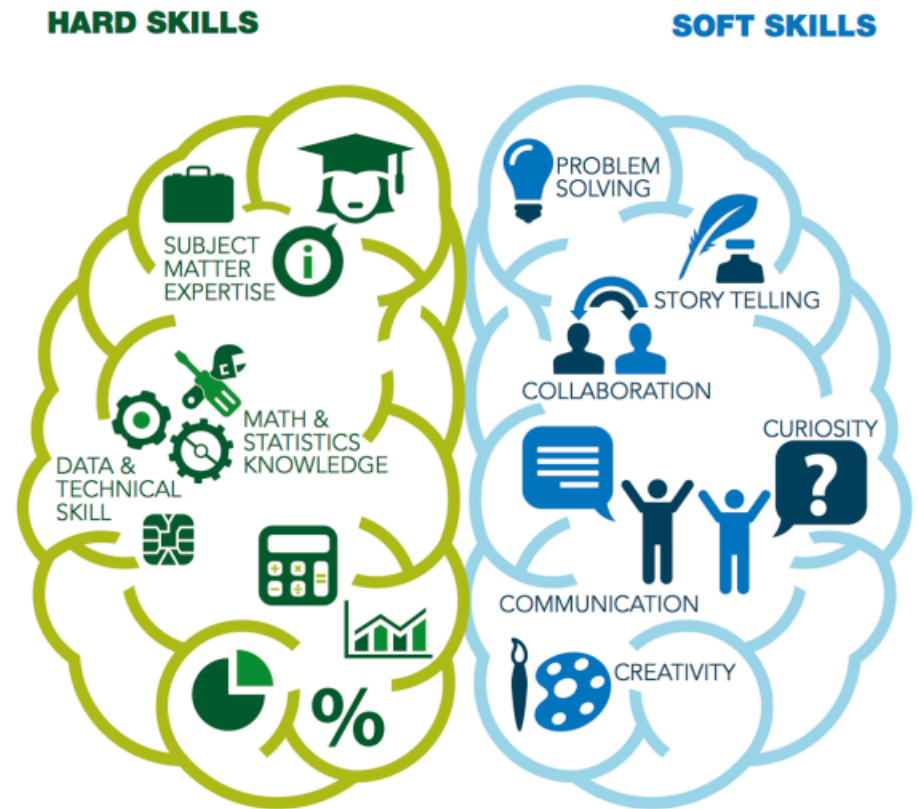 HARD SKILLS
SOFT SKILLS
SUBJECT
MATTER
EXPERTISE
i
MATH &
STATISTICS
KNOWLEDGE
DATA &
TECHNICAL
SKILL
%
PROBLEM
SOLVING
STORY TELLING
COLLABORATION
CURIOSITY
?
COMMUNICATION
CREATIVITY